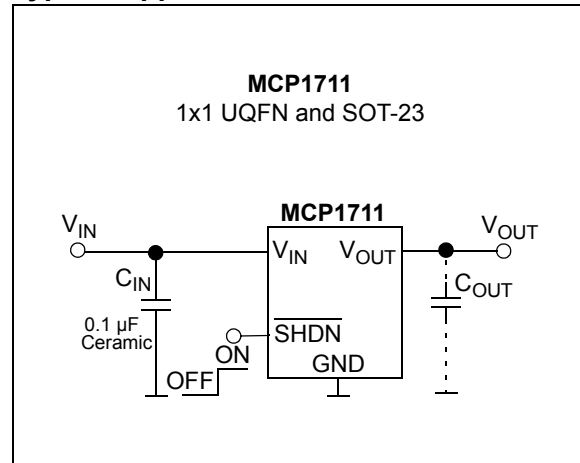 MCP1711
1x1 UQFN and SOT-23
MCP1711
VIN
VIN
VOUT
VOUT
CIN
COUT
0.1 µF
Ceramic
SHDN
ON
OFF
GND